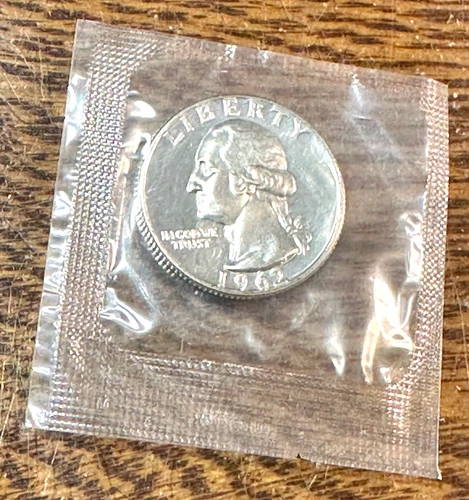 LIBERTY
IN GOD WE
TRUST
1963